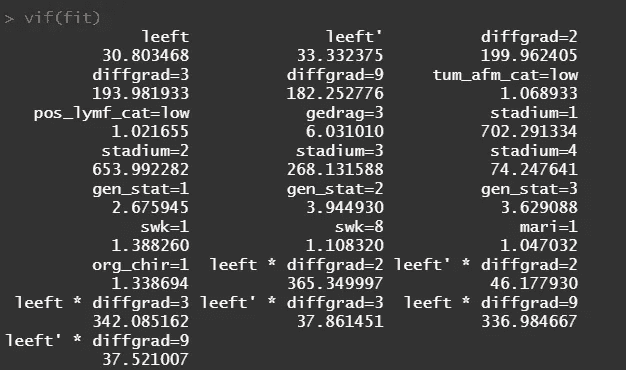 > vif(fit)
leeft leeft' diffgrad=2
30.803468 33.332375 199.962405
diffgrad=3 diffgrad=9 tum_afm_cat=low
193.981933 182.252776 1.068933
pos_lymf_cat=low gedrag=3 stadium=1
1.021655 6.031010 702.291334
stadium=2 stadium=3 stadium=4
653.992282 268.131588 74.247641
gen_stat=1 gen_stat=2 gen_stat=3
2.675945 3.944930 3.629088
swk=1 swk=8 mari=1
1.388260 1.108320 1.047032
org_chir=1 leeft * diffgrad=2 leeft' * diffgrad=2
1.338694 365.349997 46.177930
leeft * diffgrad=3 leeft' * diffgrad=3 leeft * diffgrad=9
342.085162 37.861451 336.984667
leeft' * diffgrad=9
37.521007